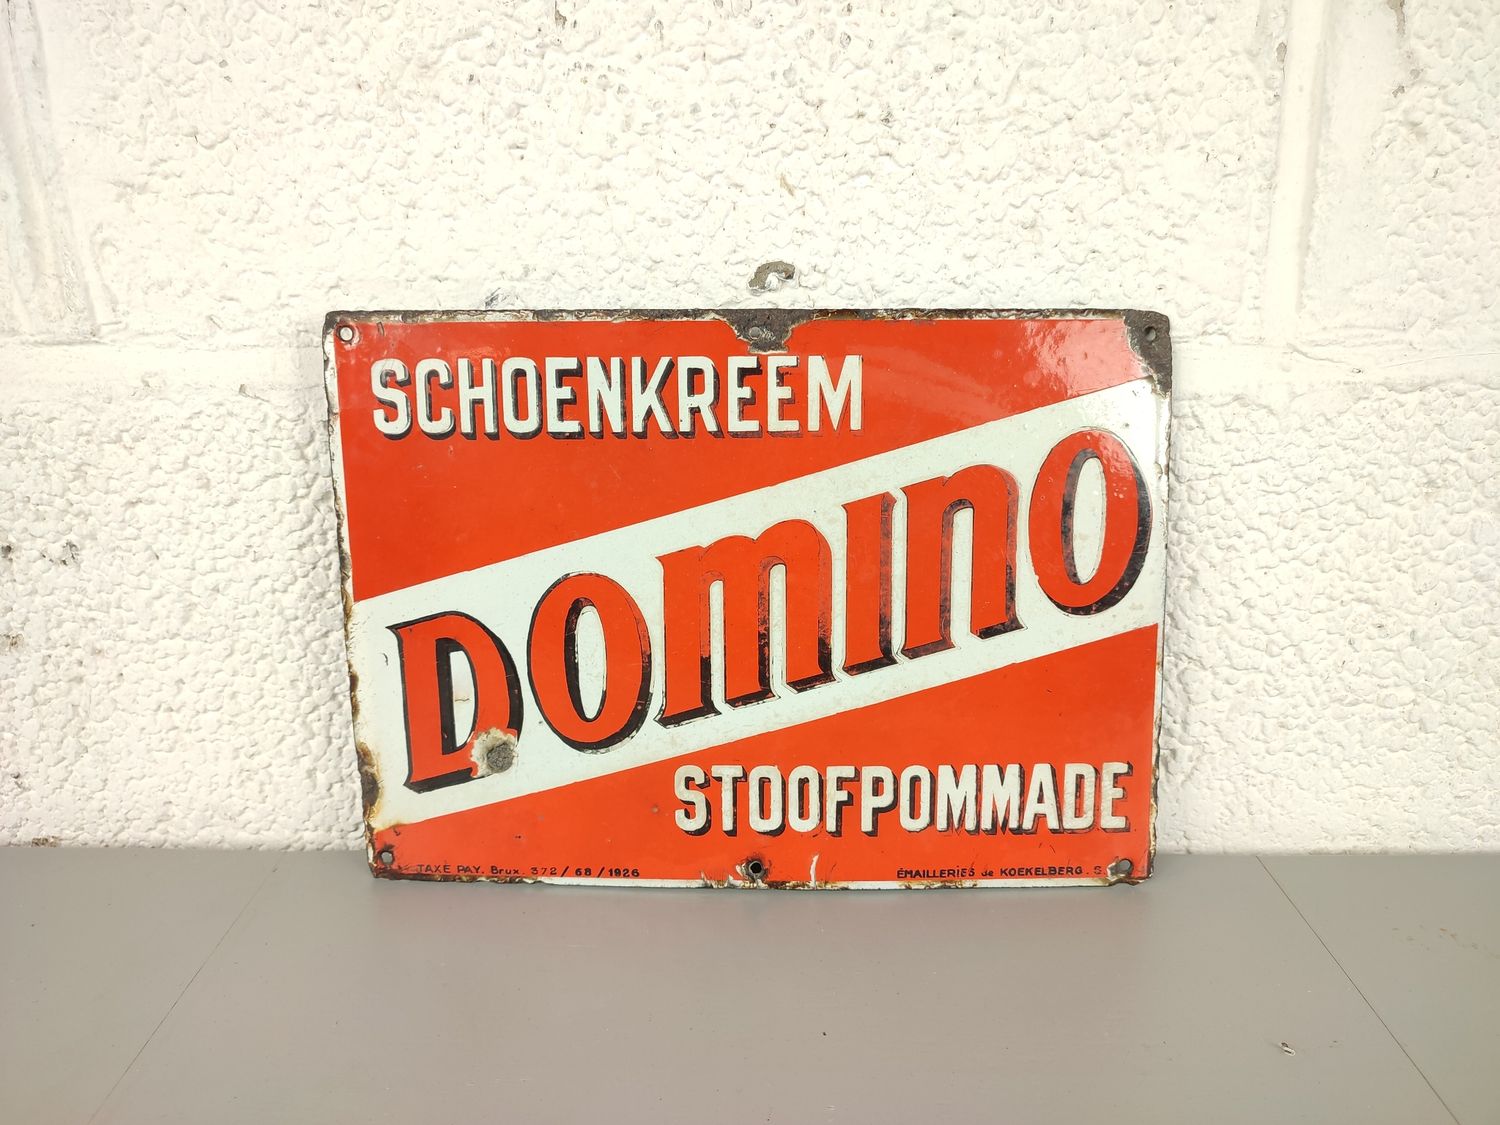 SCHOENKREEM
DOMINO
STOOFPOMMADE
TAXE PAY. Brux. 372/68/1926
ÉMAILLERIES de KOEKELBERG. S.